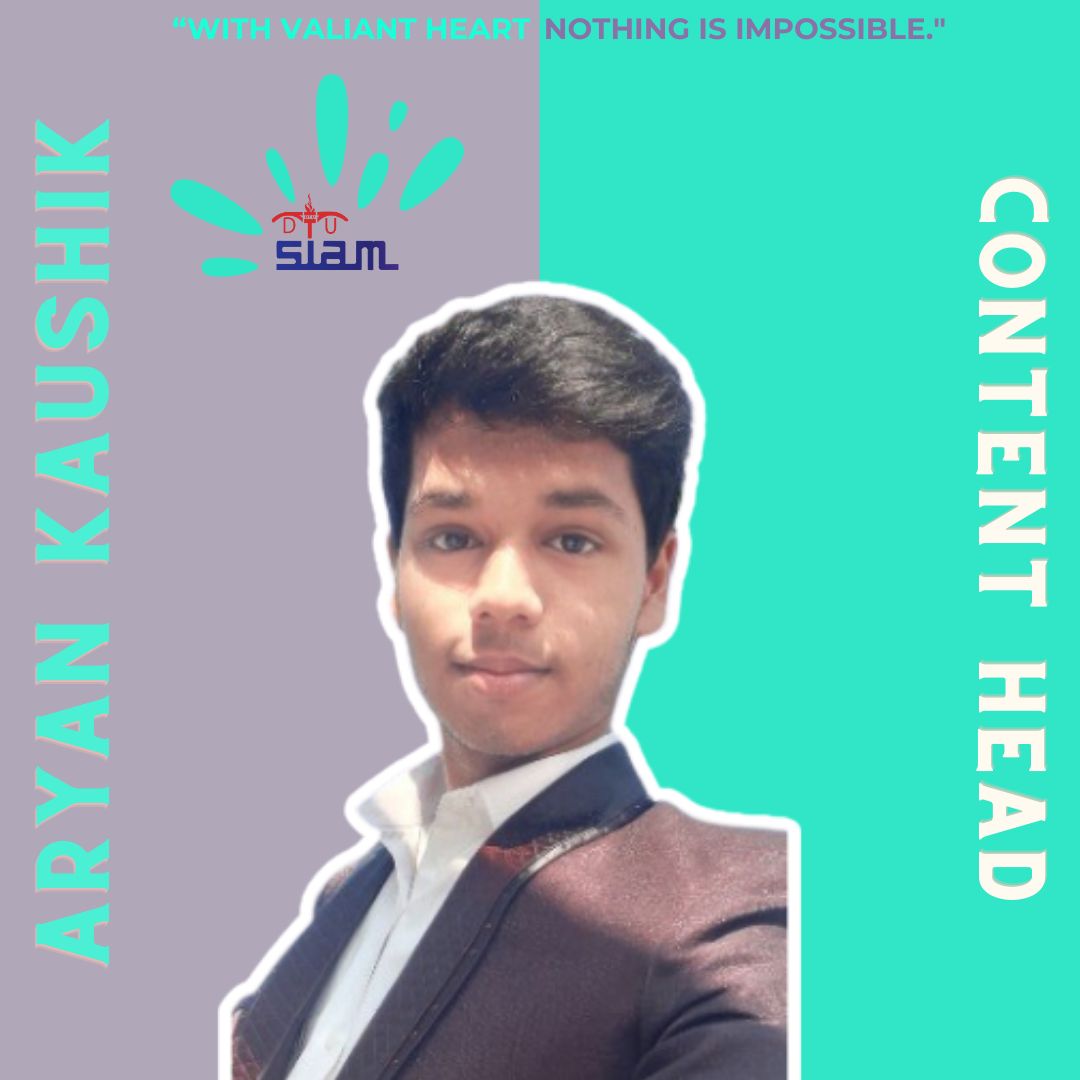 “WITH VALIANT HEART NOTHING IS IMPOSSIBLE."
ARYAN KAUSHIK
DTU
SIAM
CONTENT HEAD